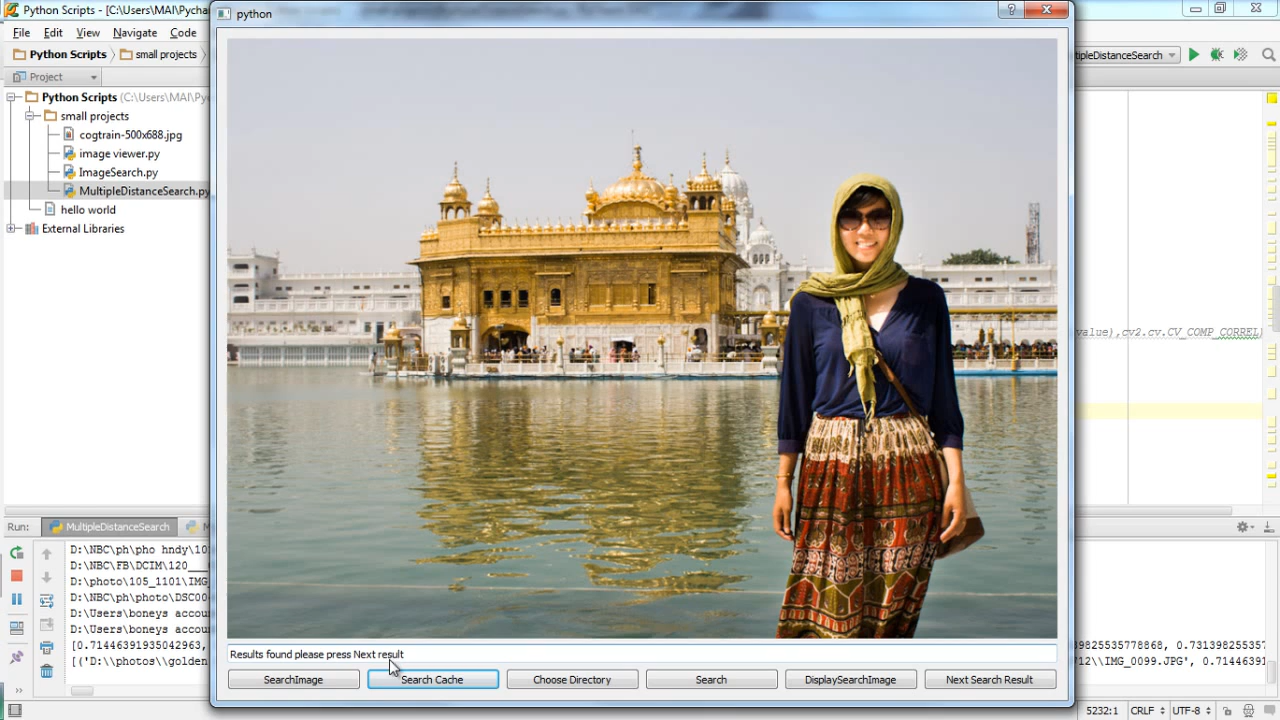 Python Scripts - [C:\Users\MAI\Pycha
python
File Edit View Navigate Code
Python Scripts small projects
ipleDistanceSearch
Project
Python Scripts (C:\Users\MAI\Py
small projects
cogtrain-500x688.jpg
image viewer.py
ImageSearch.py
MultipleDistanceSearch.py
hello world
External Libraries
value),cv2.cv.CV_COMP_CORREL)
Run: MultipleDistanceSearch
D:\NBC\ph\pho hndy\10
D:\NBC\FB\DCIM\120___
D:\photo\105_1101\IMG
D:\NBC\ph\photo\DSC00
D:\Users\boneys accou
D:\Users\boneys accou
[0.71446391935042963, 9825535778868, 0.731398255357
[('D:\\photos\\golden 712\\IMG_0099.JPG', 0.71446391
Results found please press Next result
SearchImage Search Cache Choose Directory Search DisplaySearchImage Next Search Result
5232:1 CRLF UTF-8